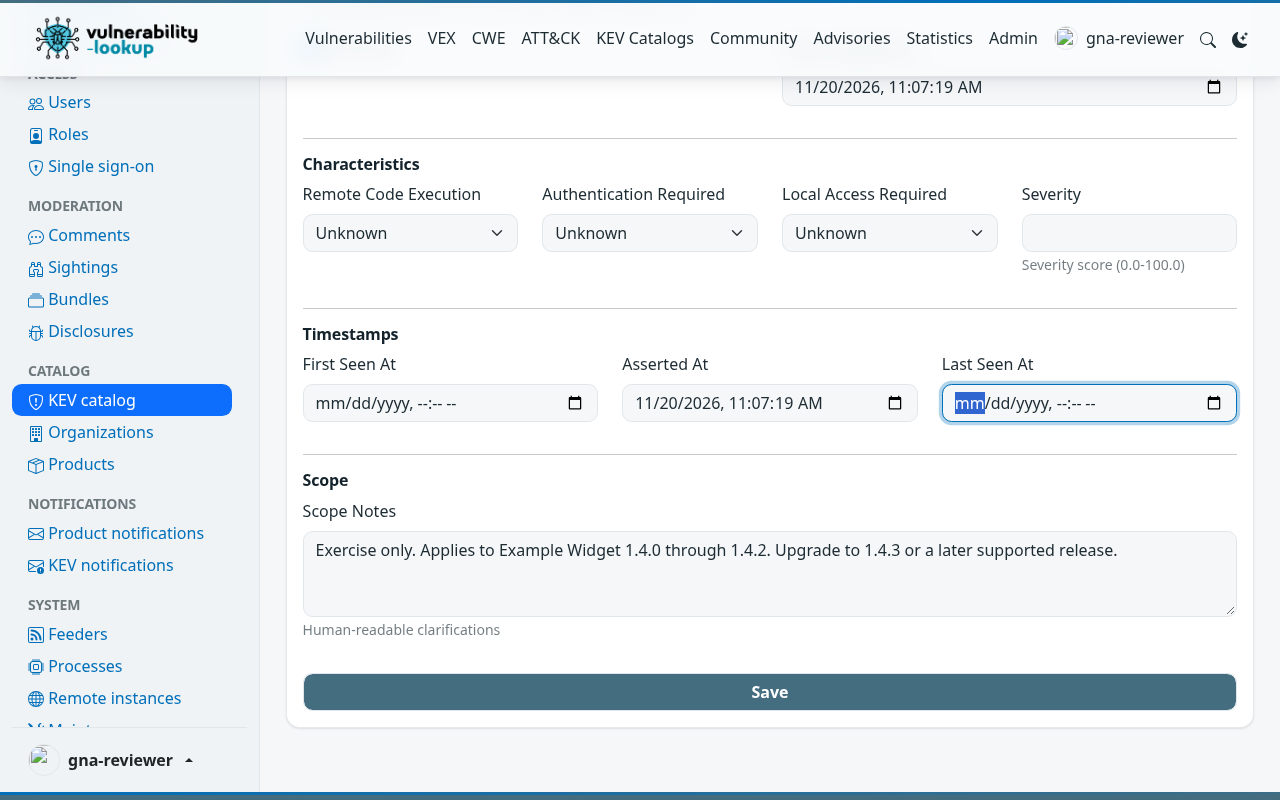 vulnerability
-lookup
Vulnerabilities VEX CWE ATT&CK KEV Catalogs Community Advisories Statistics Admin gna-reviewer
Users
Roles
Single sign-on
MODERATION
Comments
Sightings
Bundles
Disclosures
CATALOG
KEV catalog
Organizations
Products
NOTIFICATIONS
Product notifications
KEV notifications
SYSTEM
Feeders
Processes
Remote instances
gna-reviewer
11/20/2026, 11:07:19 AM
Characteristics
Remote Code Execution Authentication Required Local Access Required Severity
Unknown Unknown Unknown
Severity score (0.0-100.0)
Timestamps
First Seen At Asserted At Last Seen At
mm/dd/yyyy, --:-- -- 11/20/2026, 11:07:19 AM mm/dd/yyyy, --:-- --
Scope
Scope Notes
Exercise only. Applies to Example Widget 1.4.0 through 1.4.2. Upgrade to 1.4.3 or a later supported release.
Human-readable clarifications
Save